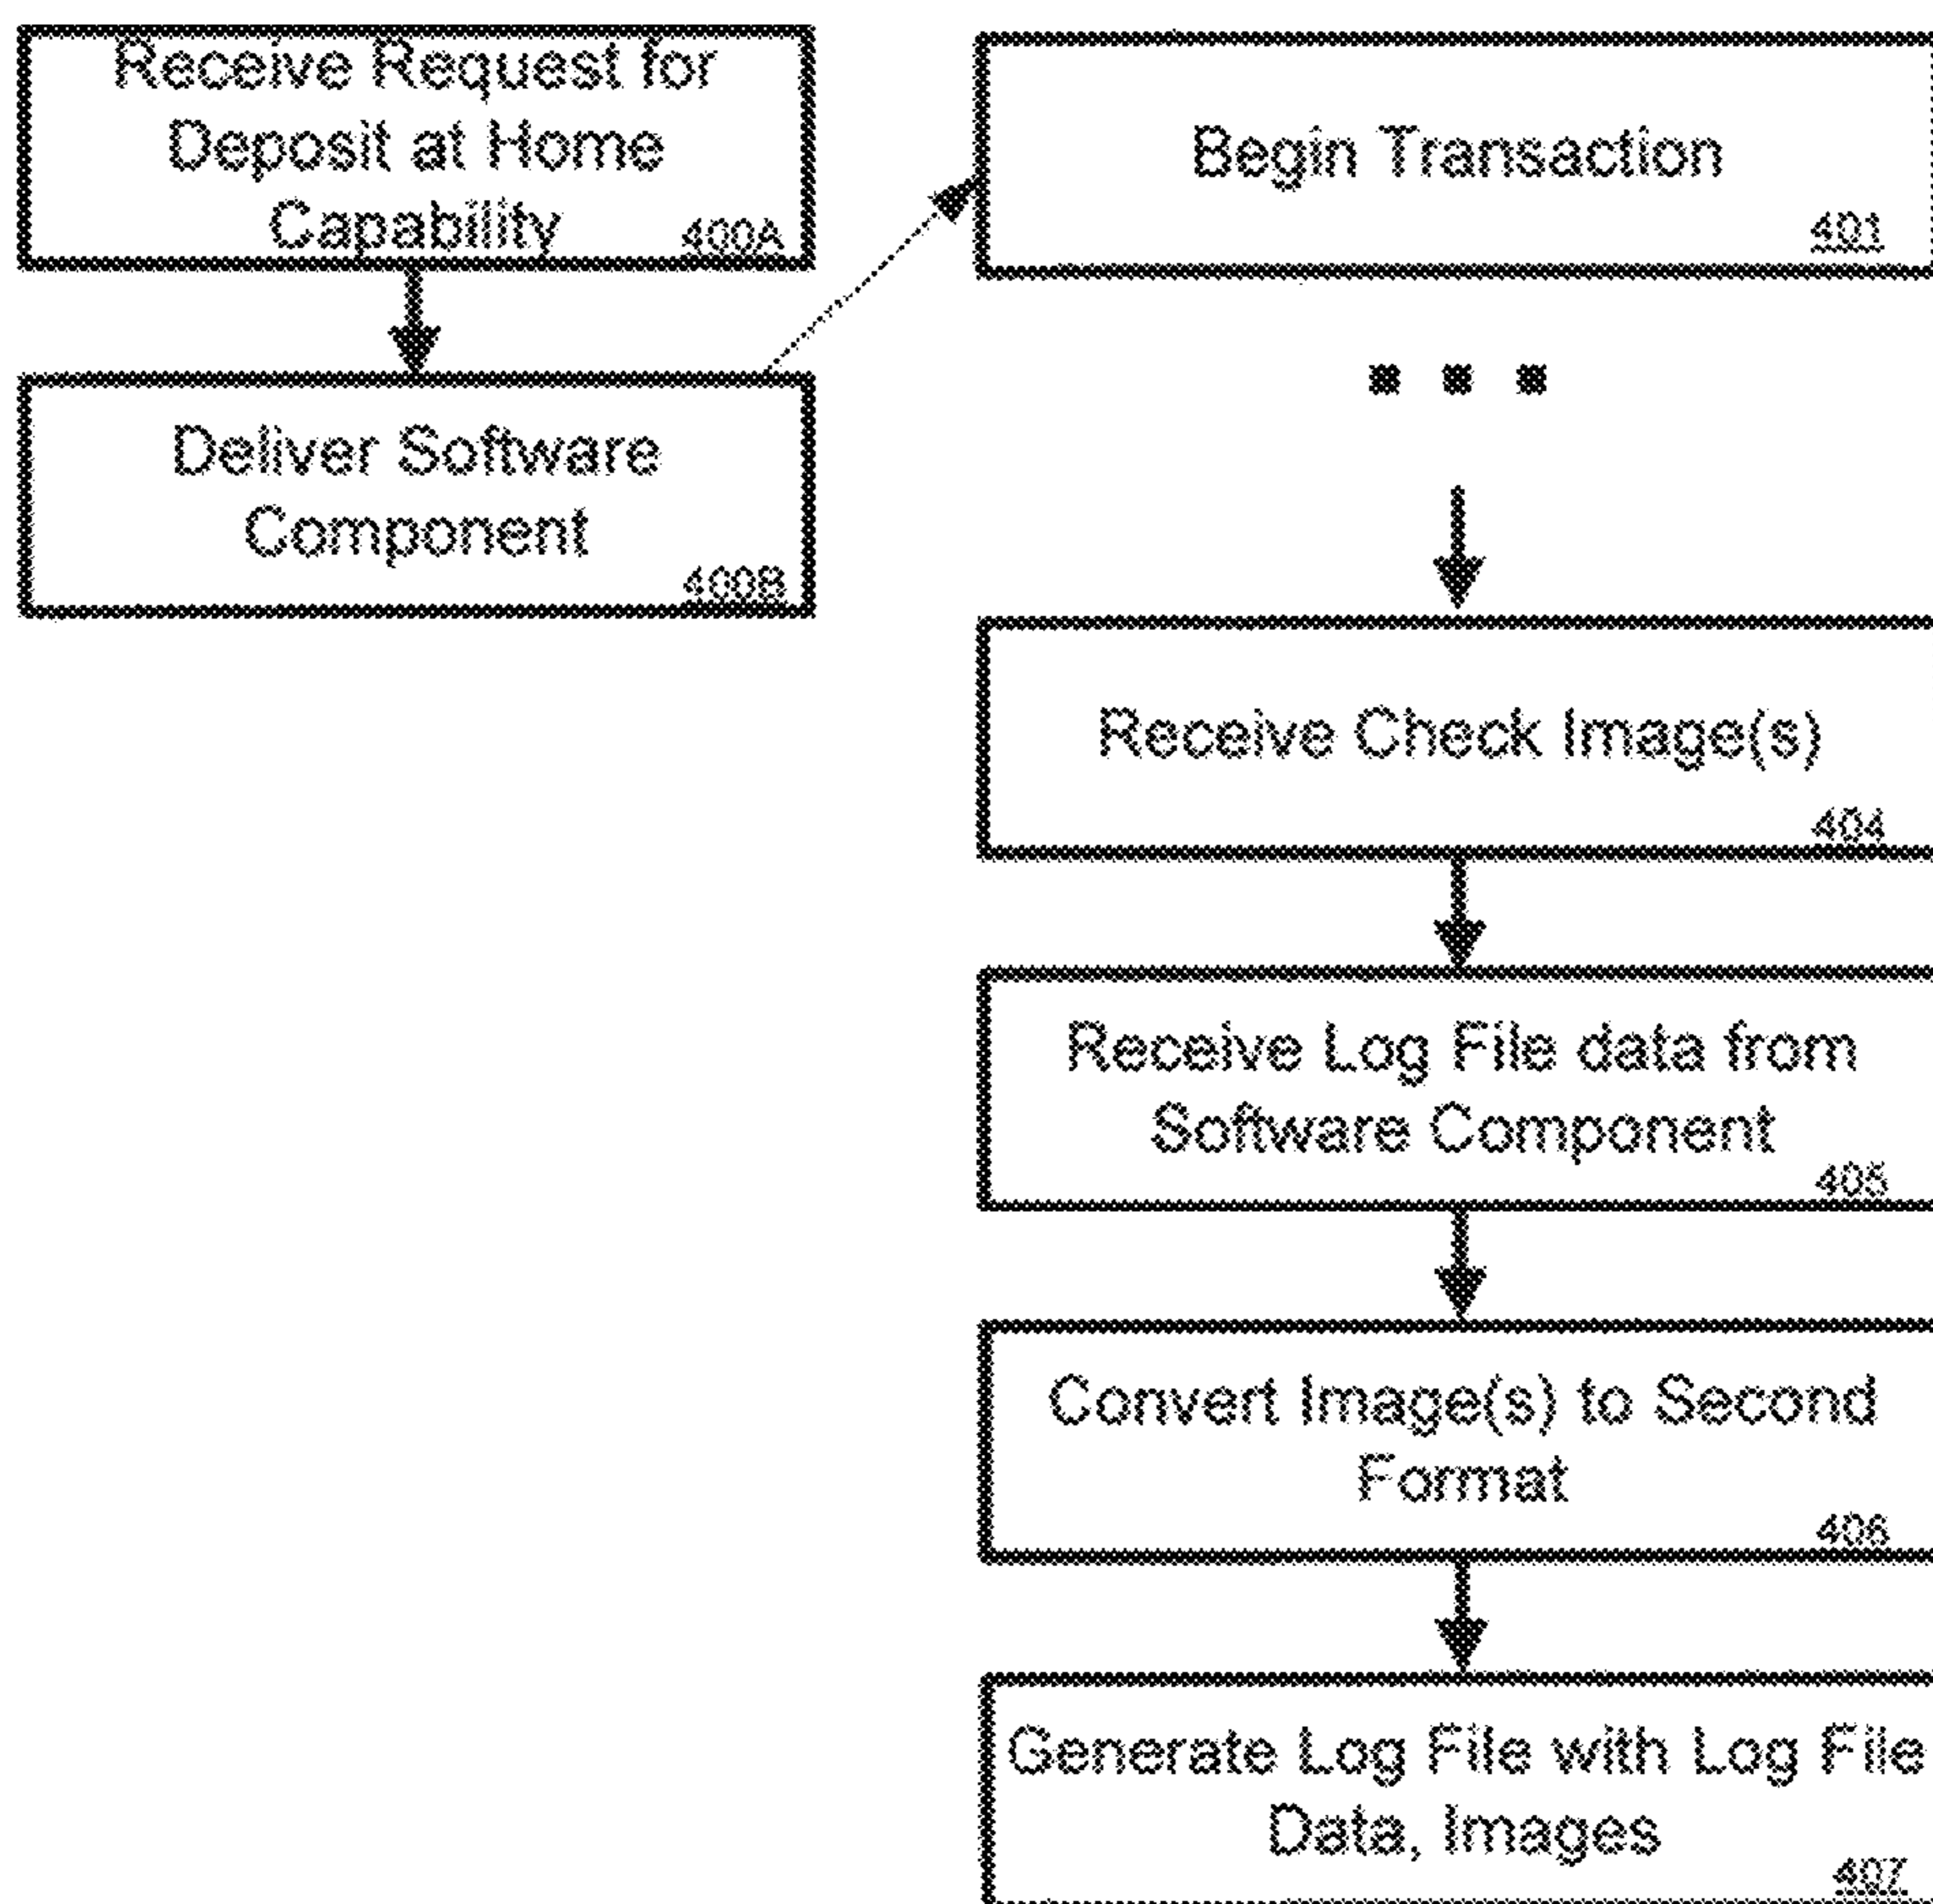 Receive Request for
Deposit at Home
Capability
400A
Deliver Software
Component
400B
Begin Transaction
401
Receive Check Image(s)
404
Receive Log File data from
Software Component
405
Convert Image(s) to Second
Format
406
Generate Log File with Log File
Data, Images
407